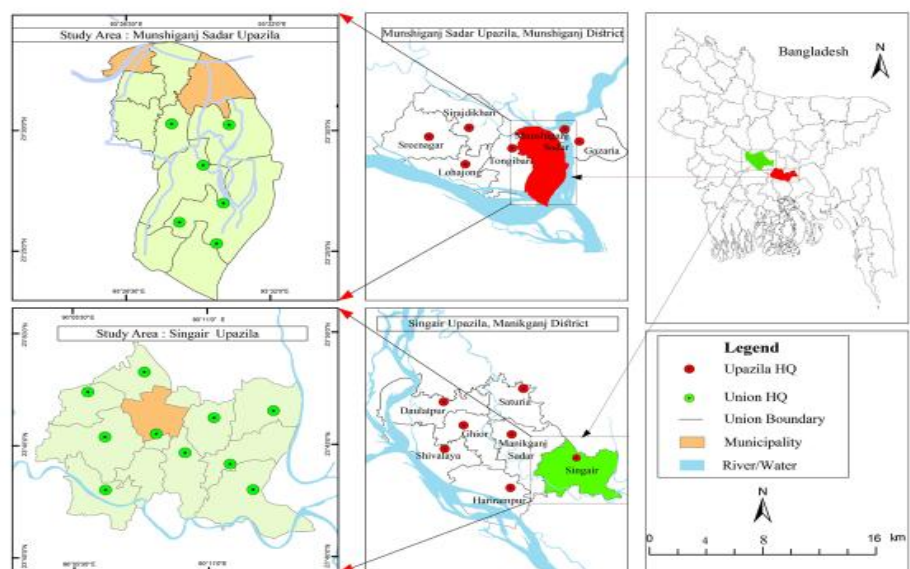 Study Area : Munshiganj Sadar Upazila
Munshiganj Sadar Upazila, Munshiganj District
Sirajdikhan
Sreenagar
Lohajong
Tongibari
Munshiganj
Sadar
Gazaria
Bangladesh
N
Study Area : Singair Upazila
Singair Upazila, Manikganj District
Saturia
Daulatpur
Ghior
Manikganj
Sadar
Shivalaya
Singair
Harirampur
Legend
Upazila HQ
Union HQ
Union Boundary
Municipality
River/Water
N
km
0 4 8 16